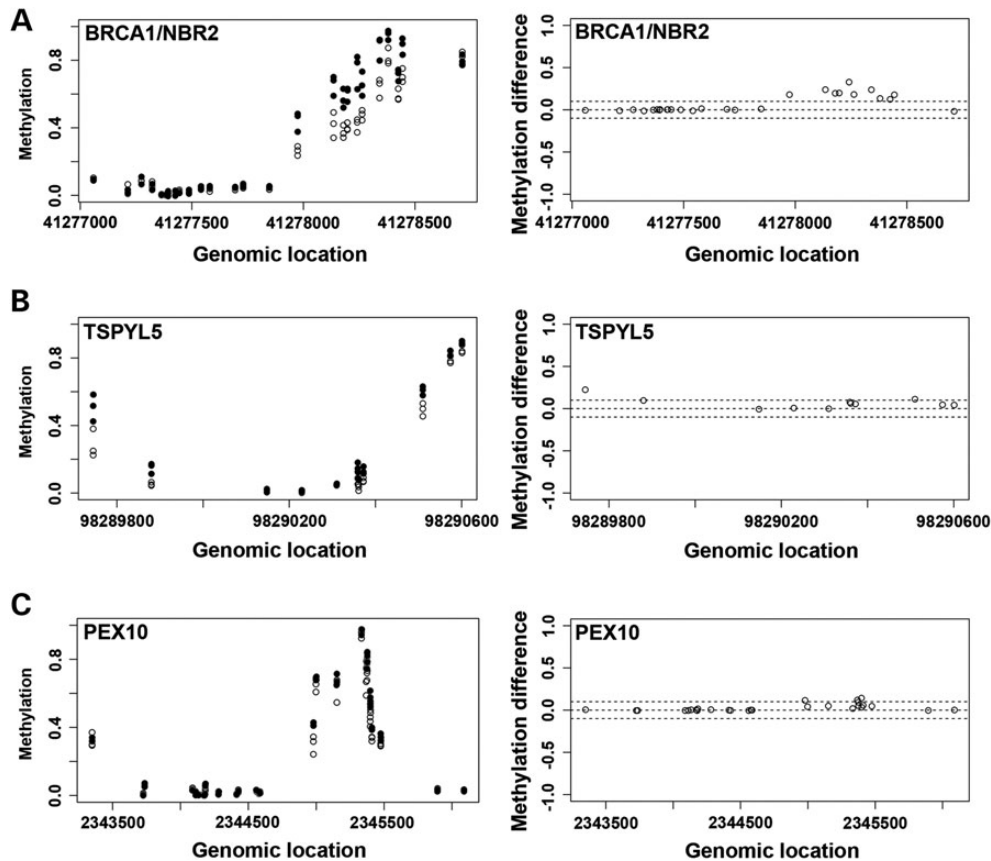 A
BRCA1/NBR2
Methylation
0.8
0.4
0.0
41277000 41277500 41278000 41278500
Genomic location
BRCA1/NBR2
Methylation difference
1.0
0.5
0.0
-0.5
-1.0
41277000 41277500 41278000 41278500
Genomic location
B
TSPYL5
Methylation
0.8
0.4
0.0
98289800 98290200 98290600
Genomic location
TSPYL5
Methylation difference
1.0
0.5
0.0
-0.5
-1.0
98289800 98290200 98290600
Genomic location
C
PEX10
Methylation
0.8
0.4
0.0
2343500 2344500 2345500
Genomic location
PEX10
Methylation difference
1.0
0.5
0.0
-0.5
-1.0
2343500 2344500 2345500
Genomic location